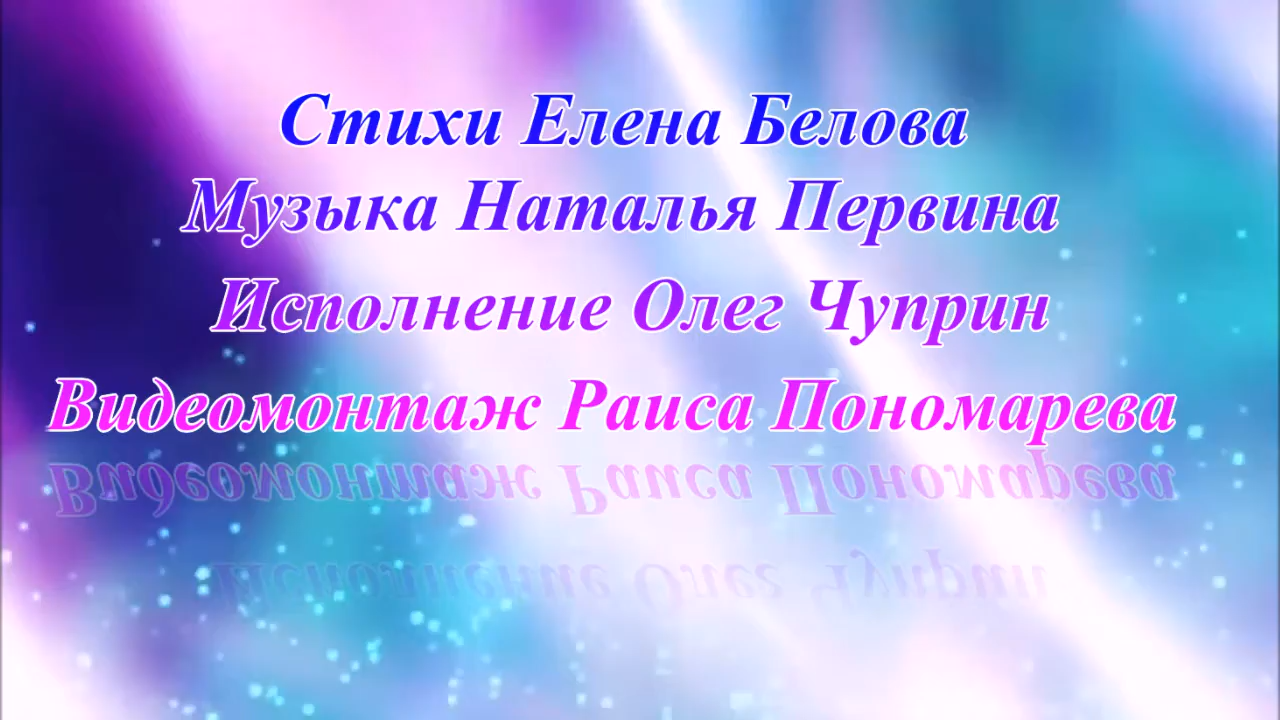 Стихи Елена Белова
Музыка Наталья Первина
Исполнение Олег Чуприн
Видеомонтаж Раиса Пономарева